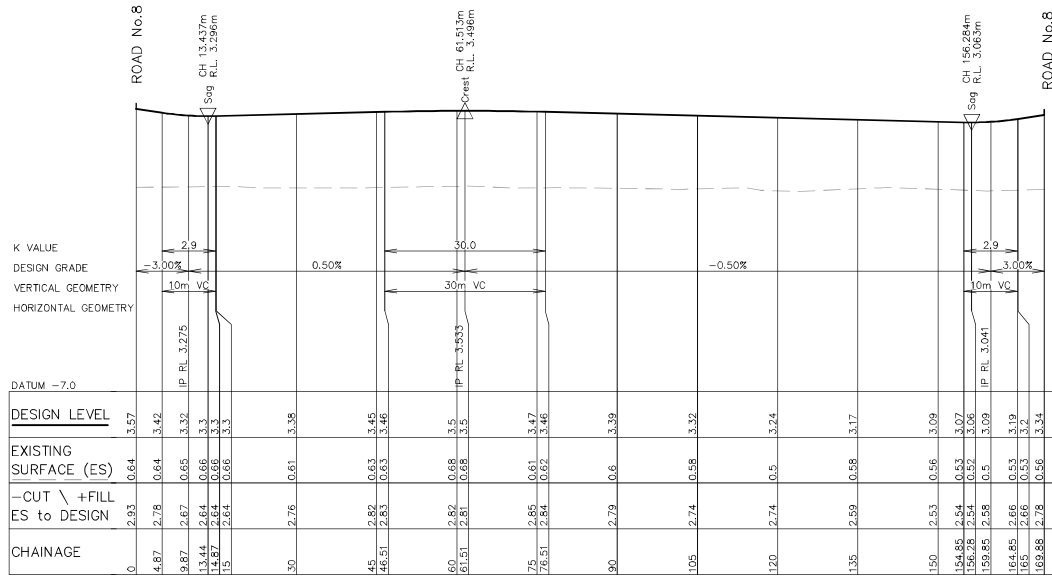 ROAD No.8
Sag CH 13.437m
R.L. 3.296m
Crest CH 61.513m
R.L. 3.496m
Sag CH 156.284m
R.L. 3.063m
ROAD No.8
K VALUE 2.9 30.0 2.9
DESIGN GRADE -3.00% 0.50% -0.50% 3.00%
VERTICAL GEOMETRY 10m VC 30m VC 10m VC
HORIZONTAL GEOMETRY
IP RL 3.275
IP RL 3.533
IP RL 3.041
DATUM -7.0
DESIGN LEVEL 3.57 3.42 3.32 3.3 3.3 3.3 3.38 3.45 3.46 3.5 3.5 3.47 3.46 3.39 3.32 3.24 3.17 3.09 3.07 3.06 3.09 3.19 3.2 3.34
EXISTING
SURFACE (ES) 0.64 0.64 0.65 0.66 0.66 0.66 0.61 0.63 0.63 0.68 0.68 0.61 0.62 0.6 0.58 0.5 0.58 0.56 0.53 0.52 0.5 0.53 0.53 0.56
-CUT \ +FILL
ES to DESIGN 2.93 2.78 2.67 2.64 2.64 2.64 2.76 2.82 2.83 2.82 2.81 2.85 2.84 2.79 2.74 2.74 2.59 2.53 2.54 2.54 2.58 2.66 2.66 2.78
CHAINAGE 0 4.87 9.87 13.44 14.87 15 30 45 46.51 60 61.51 75 76.51 90 105 120 135 150 154.85 156.28 159.85 164.85 165 169.88